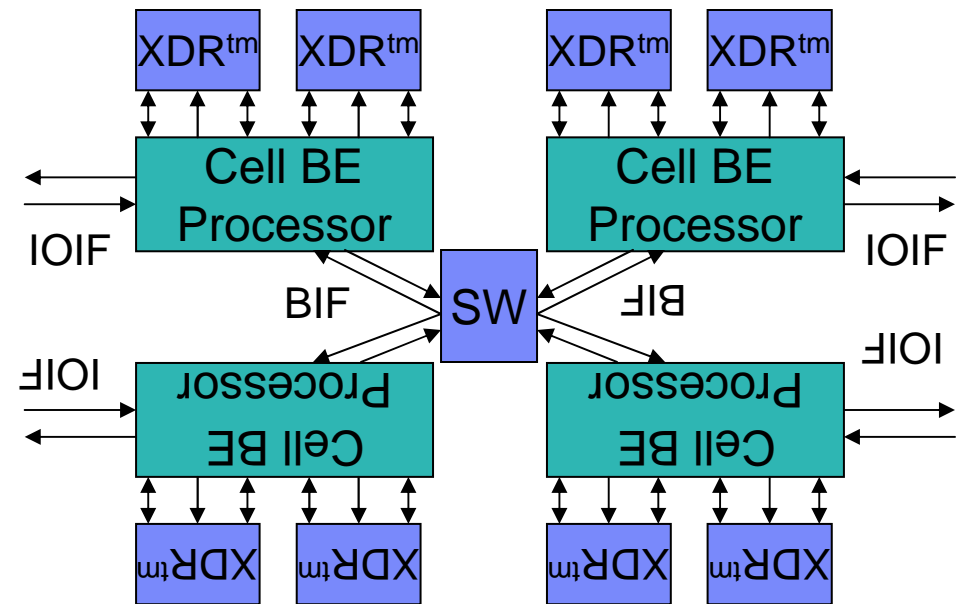 XDRtm XDRtm XDRtm XDRtm
Cell BE Cell BE
Processor Processor
IOIF IOIF
BIF SW BIF
IOIF IOIF
Processor Processor
Cell BE Cell BE
XDRtm XDRtm XDRtm XDRtm